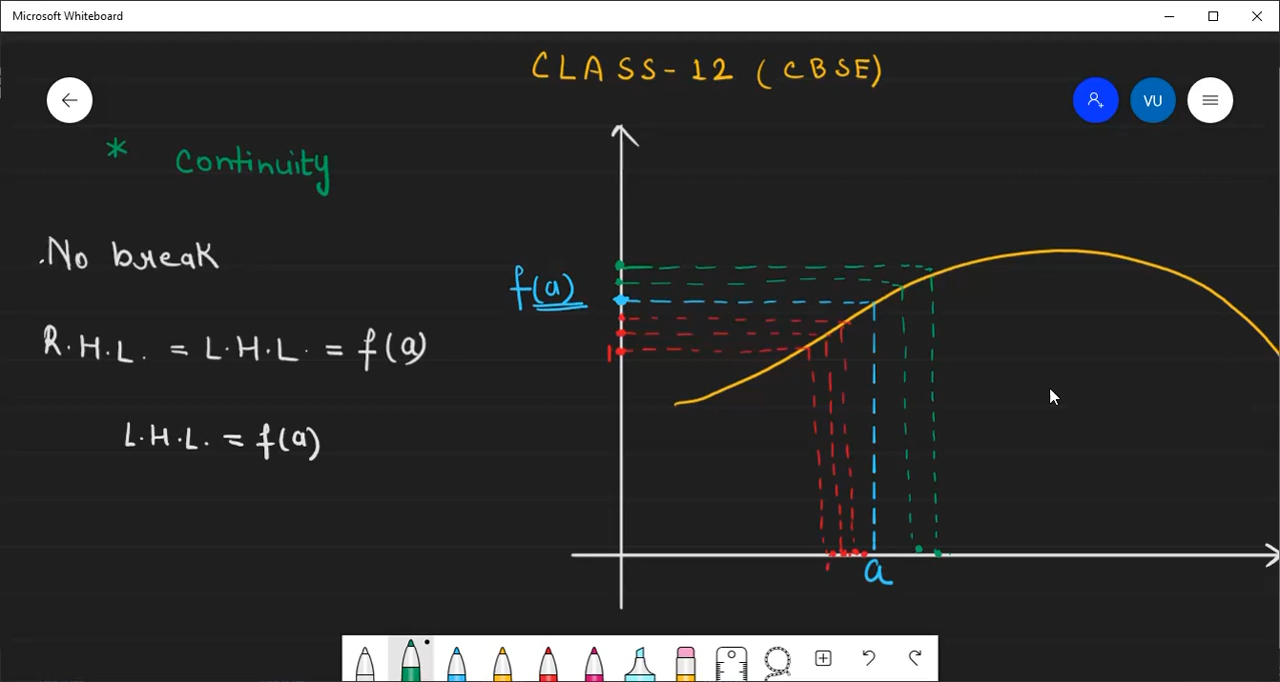 Microsoft Whiteboard
CLASS-12 (CBSE)
VU
* Continuity
.No break
f(a)
R.H.L. = L.H.L. = f(a)
L.H.L. = f(a)
a